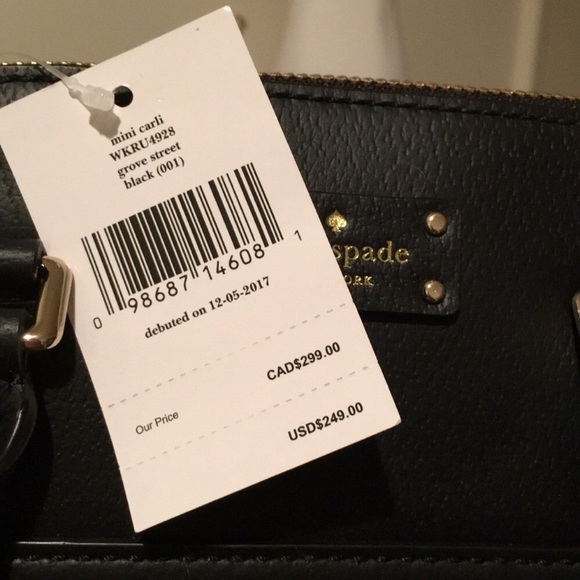 mini carli
WKRU4928
grove street
black (001)
0 98687 14608 1
debuted on 12-05-2017
CAD$299.00
Our Price
USD$249.00
spade
ORK